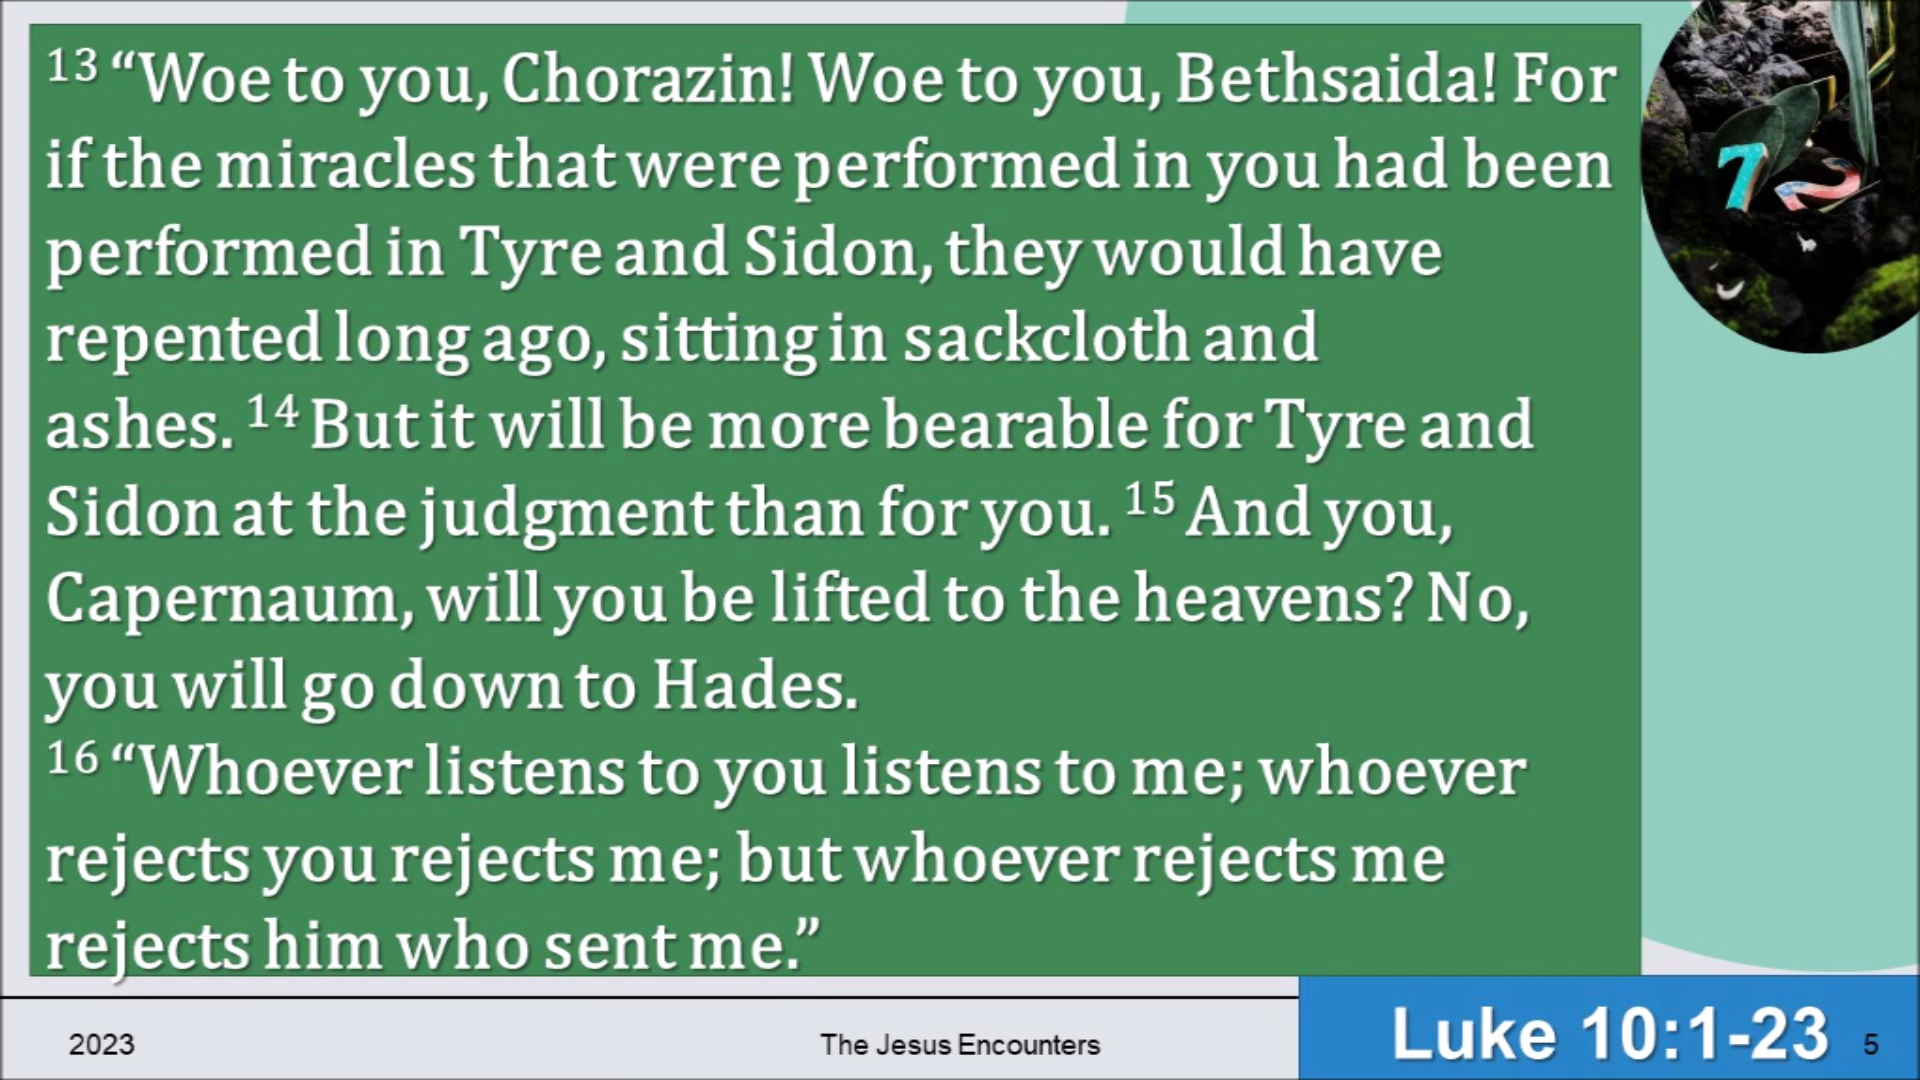 13 “Woe to you, Chorazin! Woe to you, Bethsaida! For
if the miracles that were performed in you had been
performed in Tyre and Sidon, they would have
repented long ago, sitting in sackcloth and
ashes. 14 But it will be more bearable for Tyre and
Sidon at the judgment than for you. 15 And you,
Capernaum, will you be lifted to the heavens? No,
you will go down to Hades.
16 “Whoever listens to you listens to me; whoever
rejects you rejects me; but whoever rejects me
rejects him who sent me.”
72
2023
The Jesus Encounters
Luke 10:1-23
5